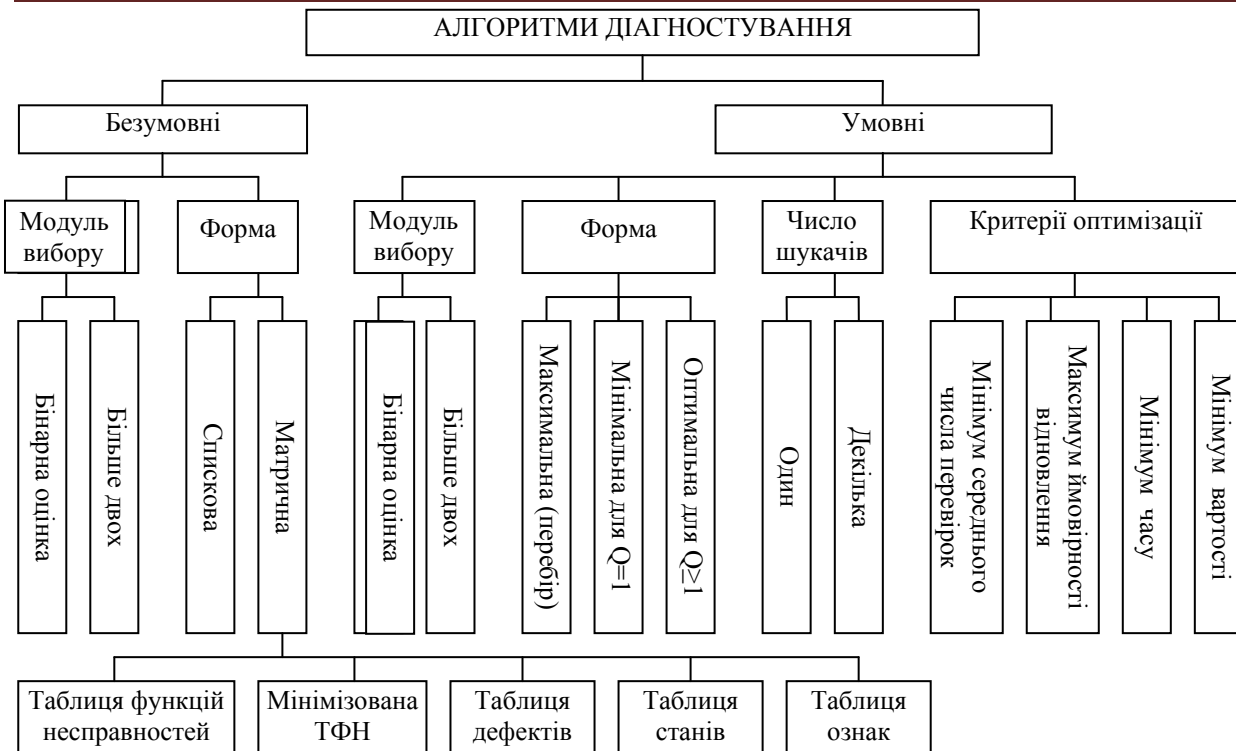 АЛГОРИТМИ ДІАГНОСТУВАННЯ
Безумовні
Умовні
Модуль
вибору
Форма
Модуль
вибору
Форма
Число
шукачів
Критерії оптимізації
Бінарна оцінка
Більше двох
Спискова
Матрична
Бінарна оцінка
Більше двох
Максимальна (перебір)
Мінімальна для Q=1
Оптимальна для Q≥1
Один
Декілька
Мінімум середнього
числа перевірок
Максимум ймовірності
відновлення
Мінімум часу
Мінімум вартості
Таблиця функцій
несправностей
Мінімізована
ТФН
Таблиця
дефектів
Таблиця
станів
Таблиця
ознак